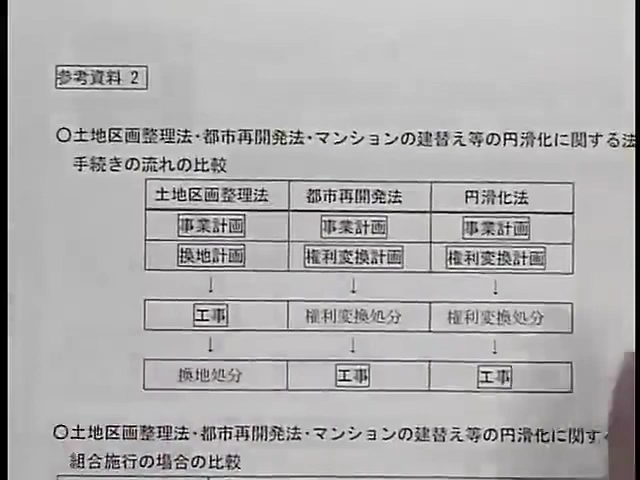 参考資料 2
〇土地区画整理法・都市再開発法・マンションの建替え等の円滑化に関する法
手続きの流れの比較
土地区画整理法 都市再開発法 円滑化法
事業計画 事業計画 事業計画
換地計画 権利変換計画 権利変換計画
↓ ↓ ↓
工事 権利変換処分 権利変換処分
↓ ↓ ↓
換地処分 工事 工事
〇土地区画整理法・都市再開発法・マンションの建替え等の円滑化に関す
組合施行の場合の比較